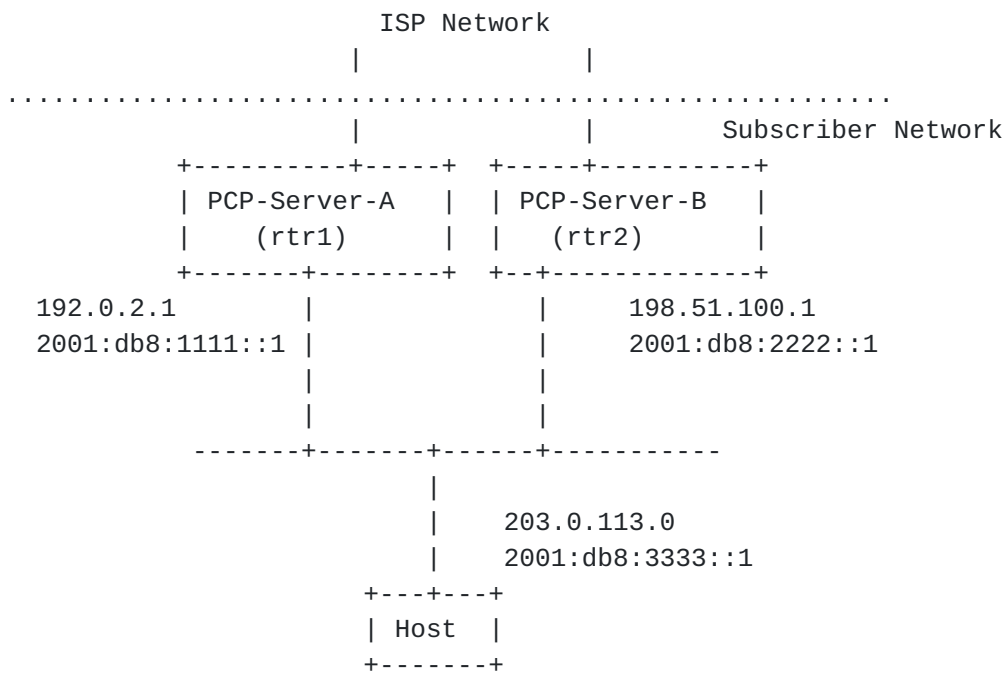 ISP Network
Subscriber Network
PCP-Server-A PCP-Server-B
(rtr1) (rtr2)
192.0.2.1 198.51.100.1
2001:db8:1111::1 2001:db8:2222::1
203.0.113.0
2001:db8:3333::1
Host